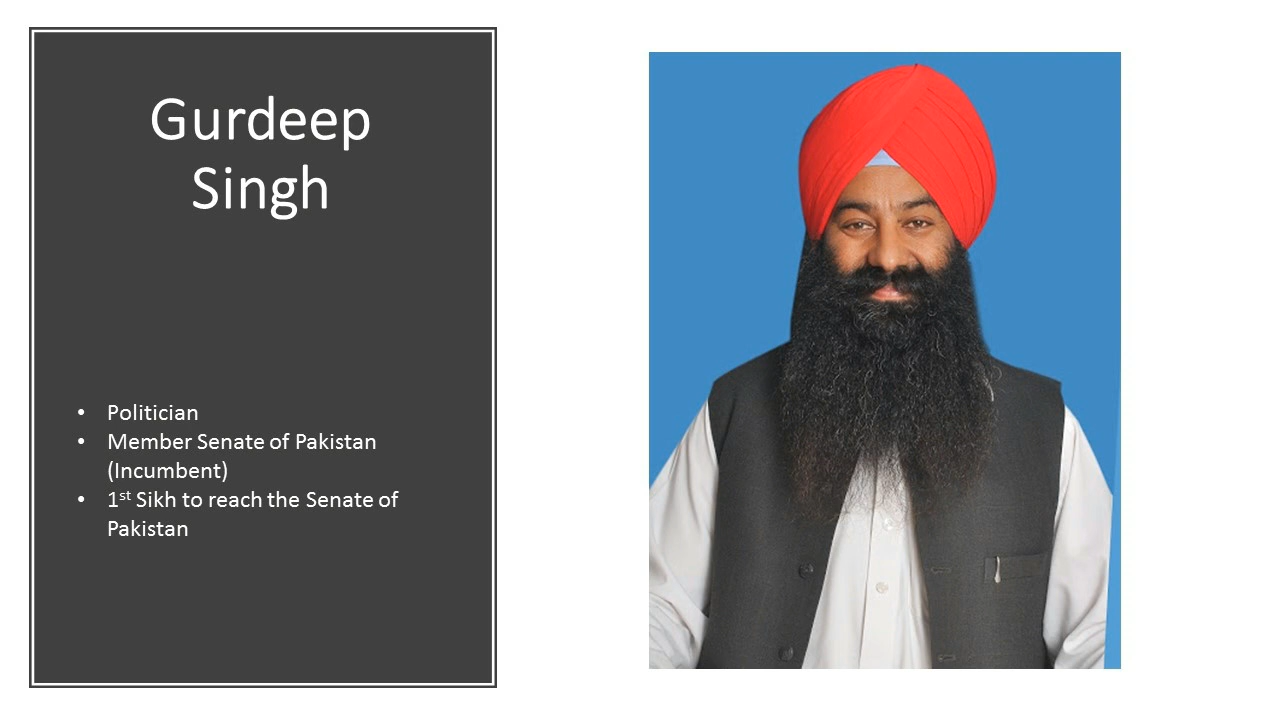 Gurdeep
Singh
• Politician
• Member Senate of Pakistan
(Incumbent)
• 1st Sikh to reach the Senate of
Pakistan